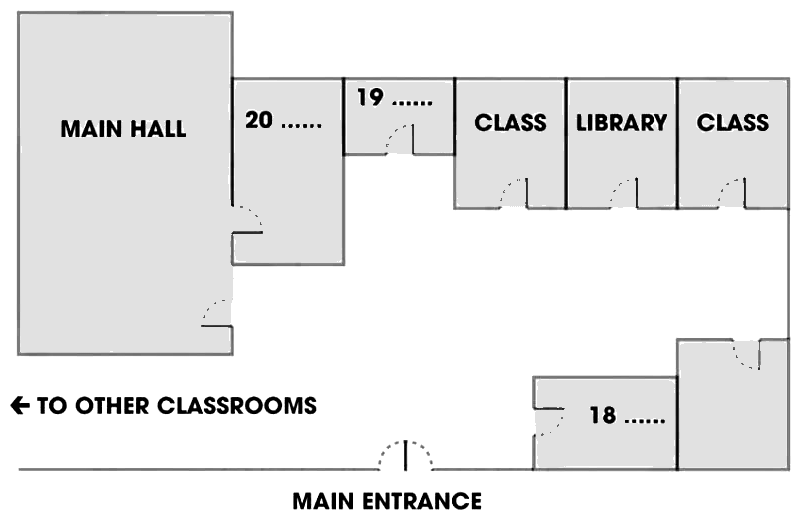 19 ......
20 ......
MAIN HALL
CLASS
LIBRARY
CLASS
← TO OTHER CLASSROOMS
18 ......
MAIN ENTRANCE